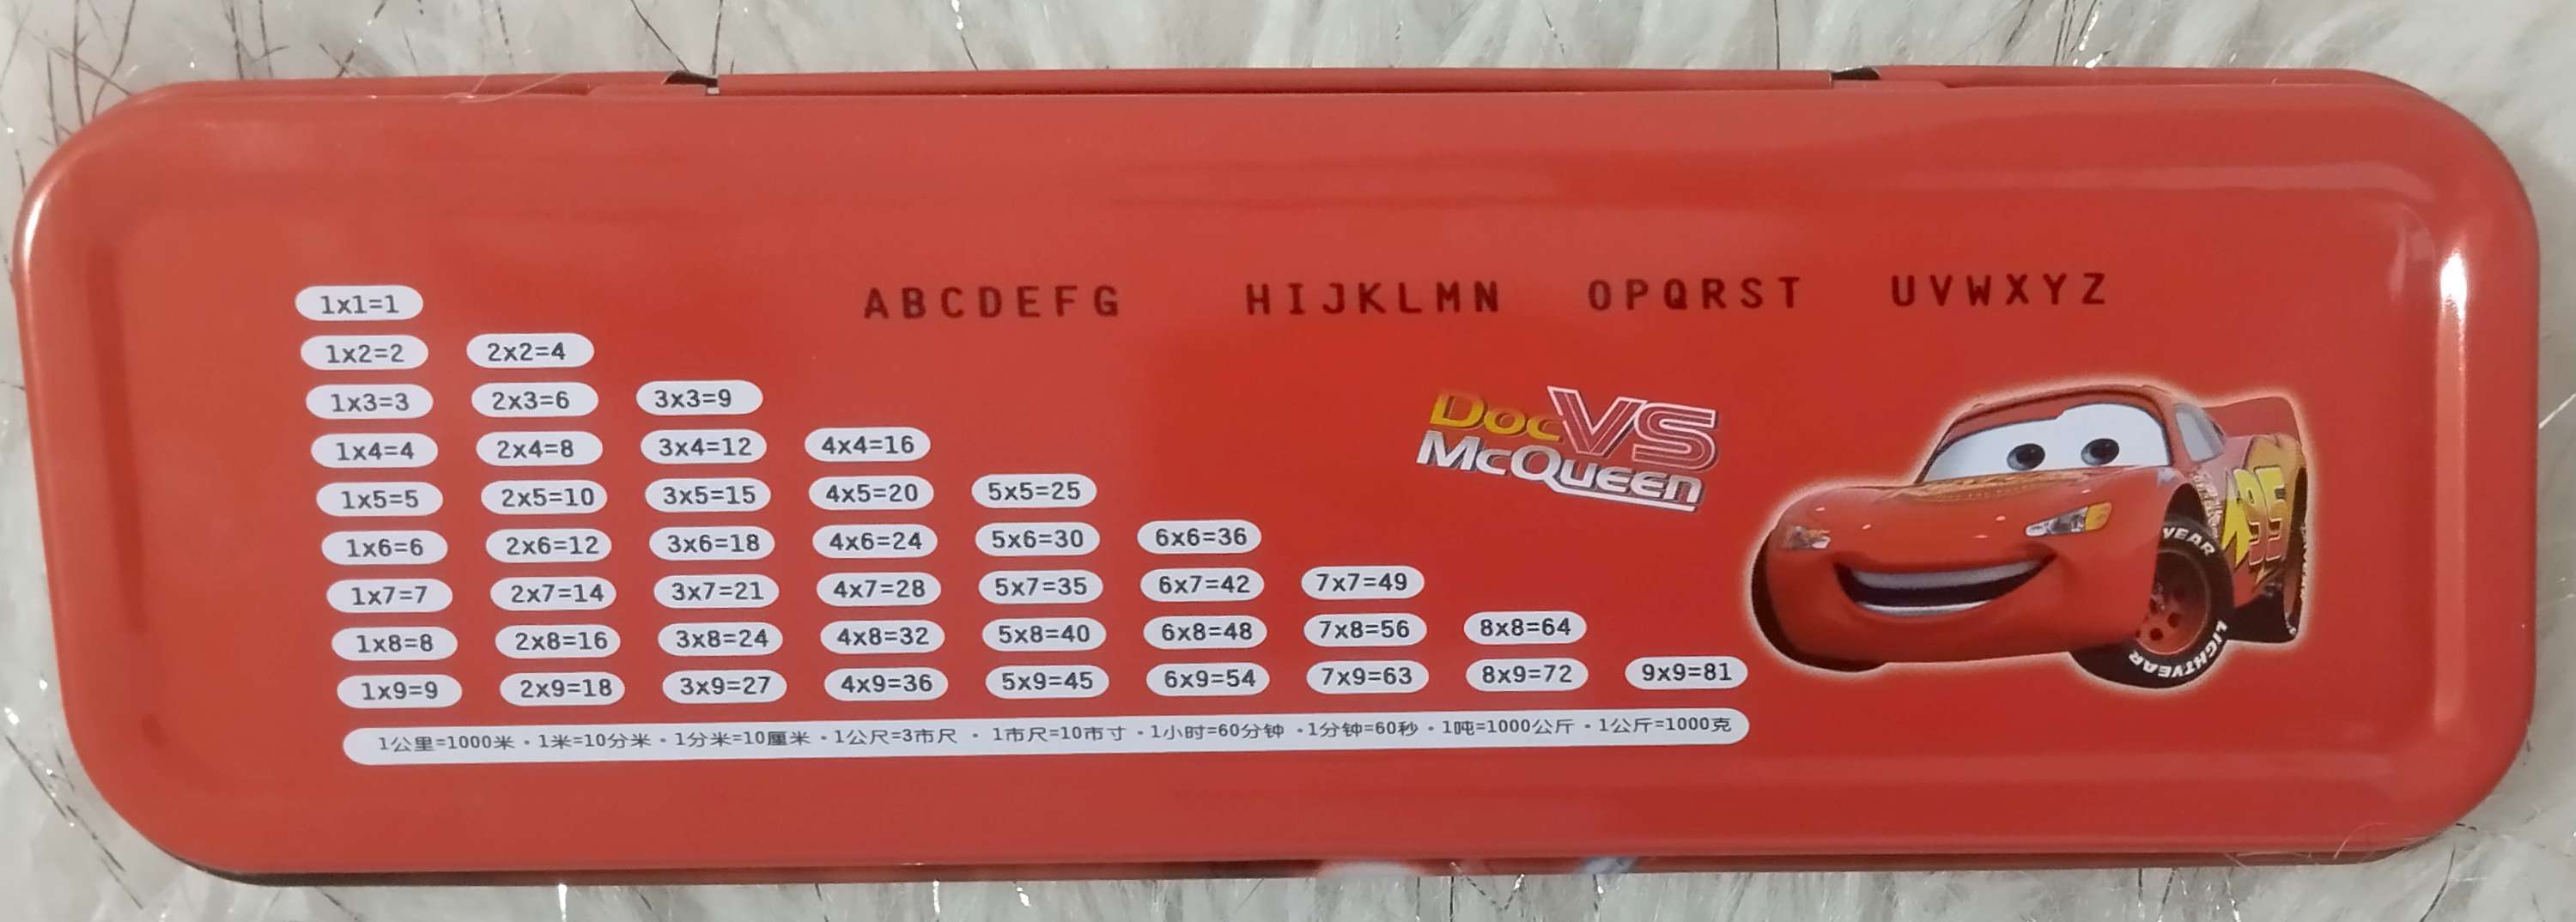 A B C D E F G H I J K L M N O P Q R S T U V W X Y Z
1x1=1
1x2=2 2x2=4
1x3=3 2x3=6 3x3=9
1x4=4 2x4=8 3x4=12 4x4=16
1x5=5 2x5=10 3x5=15 4x5=20 5x5=25
1x6=6 2x6=12 3x6=18 4x6=24 5x6=30 6x6=36
1x7=7 2x7=14 3x7=21 4x7=28 5x7=35 6x7=42 7x7=49
1x8=8 2x8=16 3x8=24 4x8=32 5x8=40 6x8=48 7x8=56 8x8=64
1x9=9 2x9=18 3x9=27 4x9=36 5x9=45 6x9=54 7x9=63 8x9=72 9x9=81
1公里=1000米·1米=10分米·1分米=10厘米·1公尺=3市尺·1市尺=10市寸·1小时=60分钟·1分钟=60秒·1吨=1000公斤·1公斤=1000克
Doc VS
McQueen
95
YEAR
LIGHTYEAR